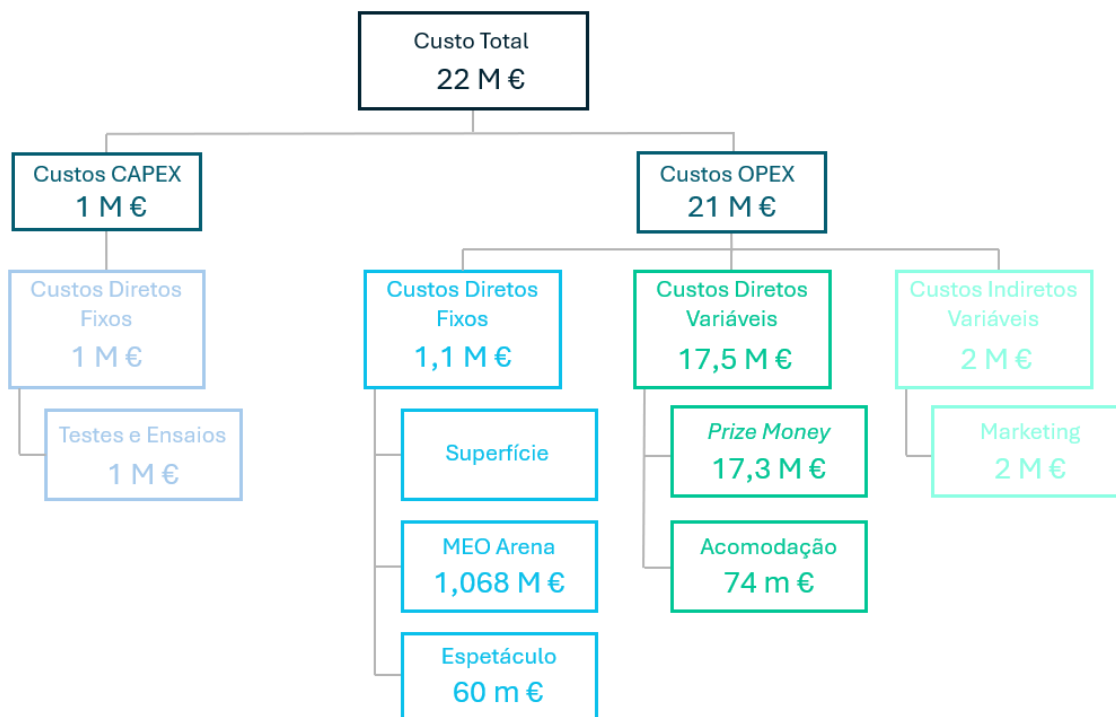 Custo Total
22 M €
Custos CAPEX
1 M €
Custos OPEX
21 M €
Custos Diretos
Fixos
1 M €
Custos Diretos
Fixos
1,1 M €
Custos Diretos
Variáveis
17,5 M €
Custos Indiretos
Variáveis
2 M €
Testes e Ensaios
1 M €
Superfície
MEO Arena
1,068 M €
Espetáculo
60 m €
Prize Money
17,3 M €
Acomodação
74 m €
Marketing
2 M €